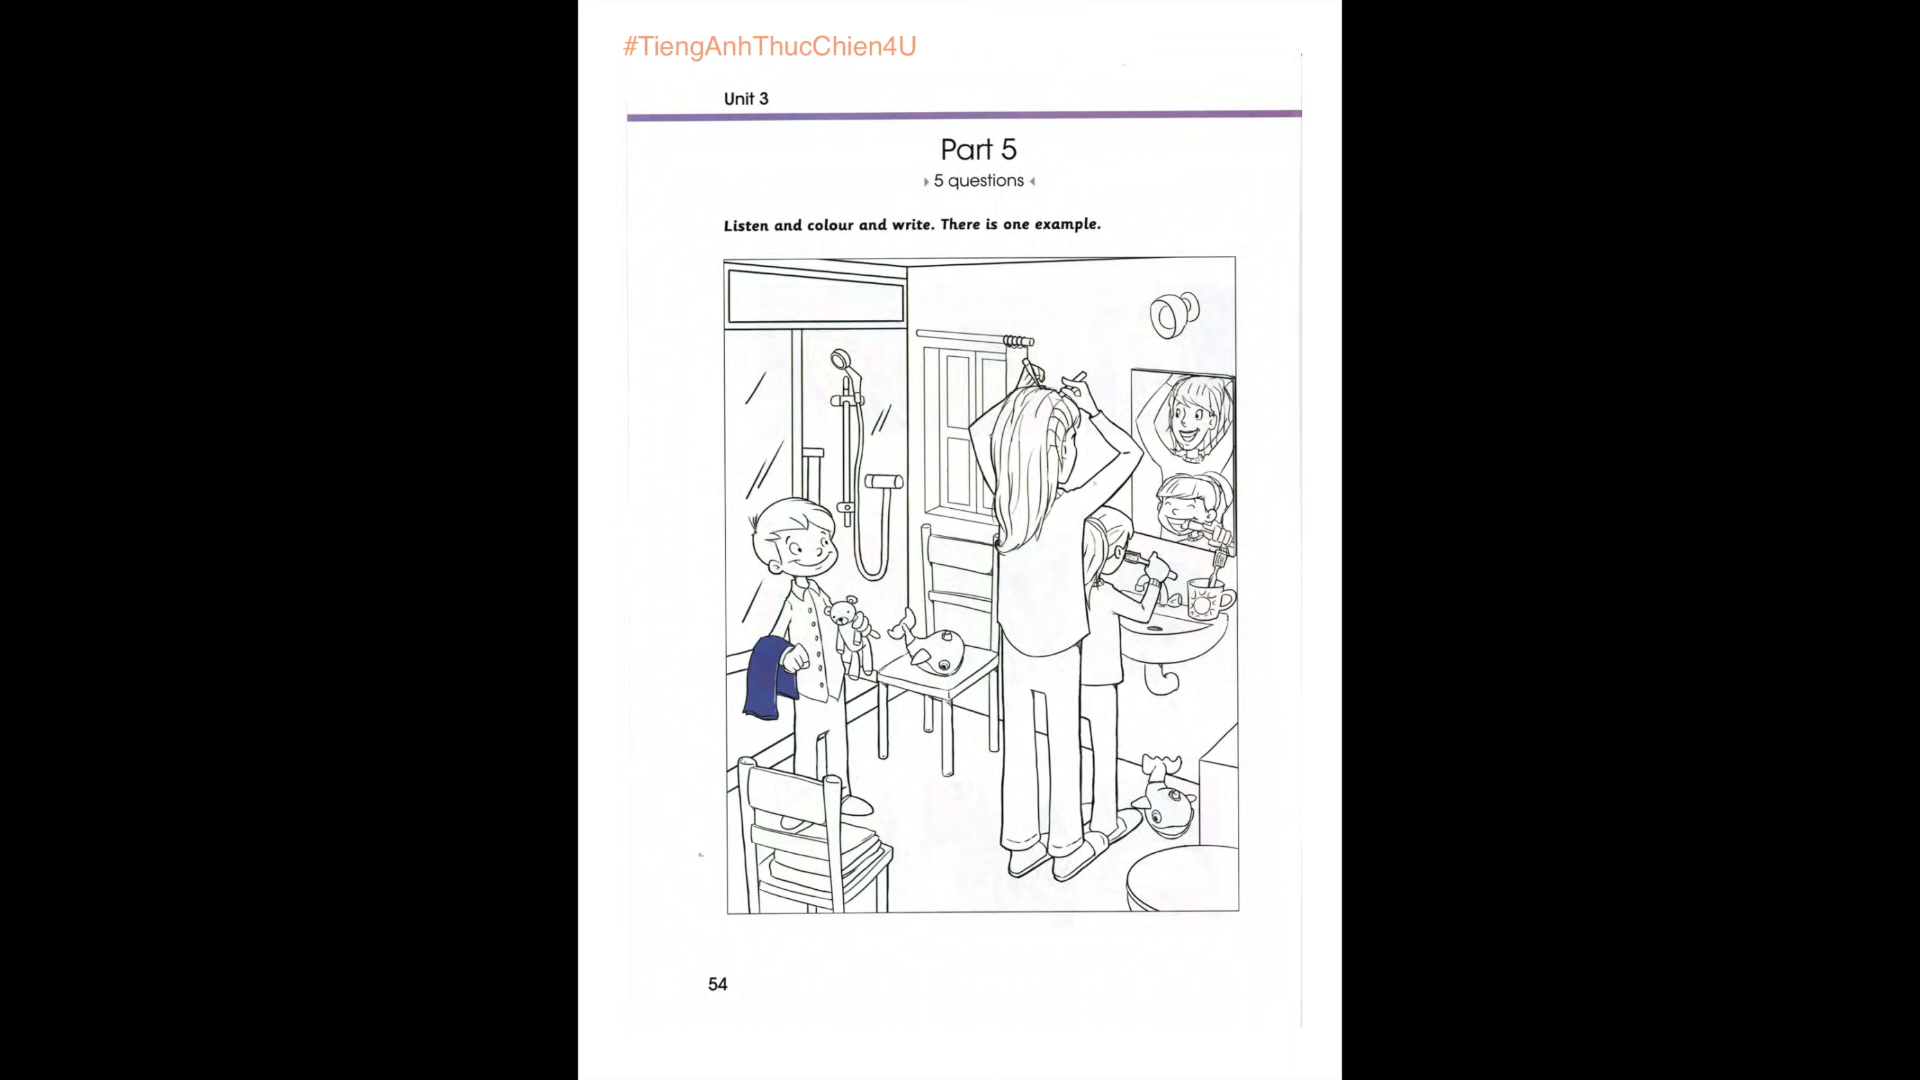 #TiengAnhThucChien4U
Unit 3
Part 5
5 questions
Listen and colour and write. There is one example.
54